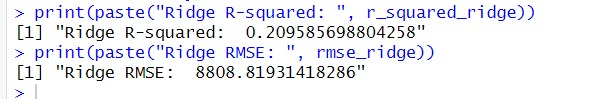 > print(paste("Ridge R-squared: ", r_squared_ridge))
[1] "Ridge R-squared:  0.209585698804258"
> print(paste("Ridge RMSE: ", rmse_ridge))
[1] "Ridge RMSE:  8808.81931418286"
>